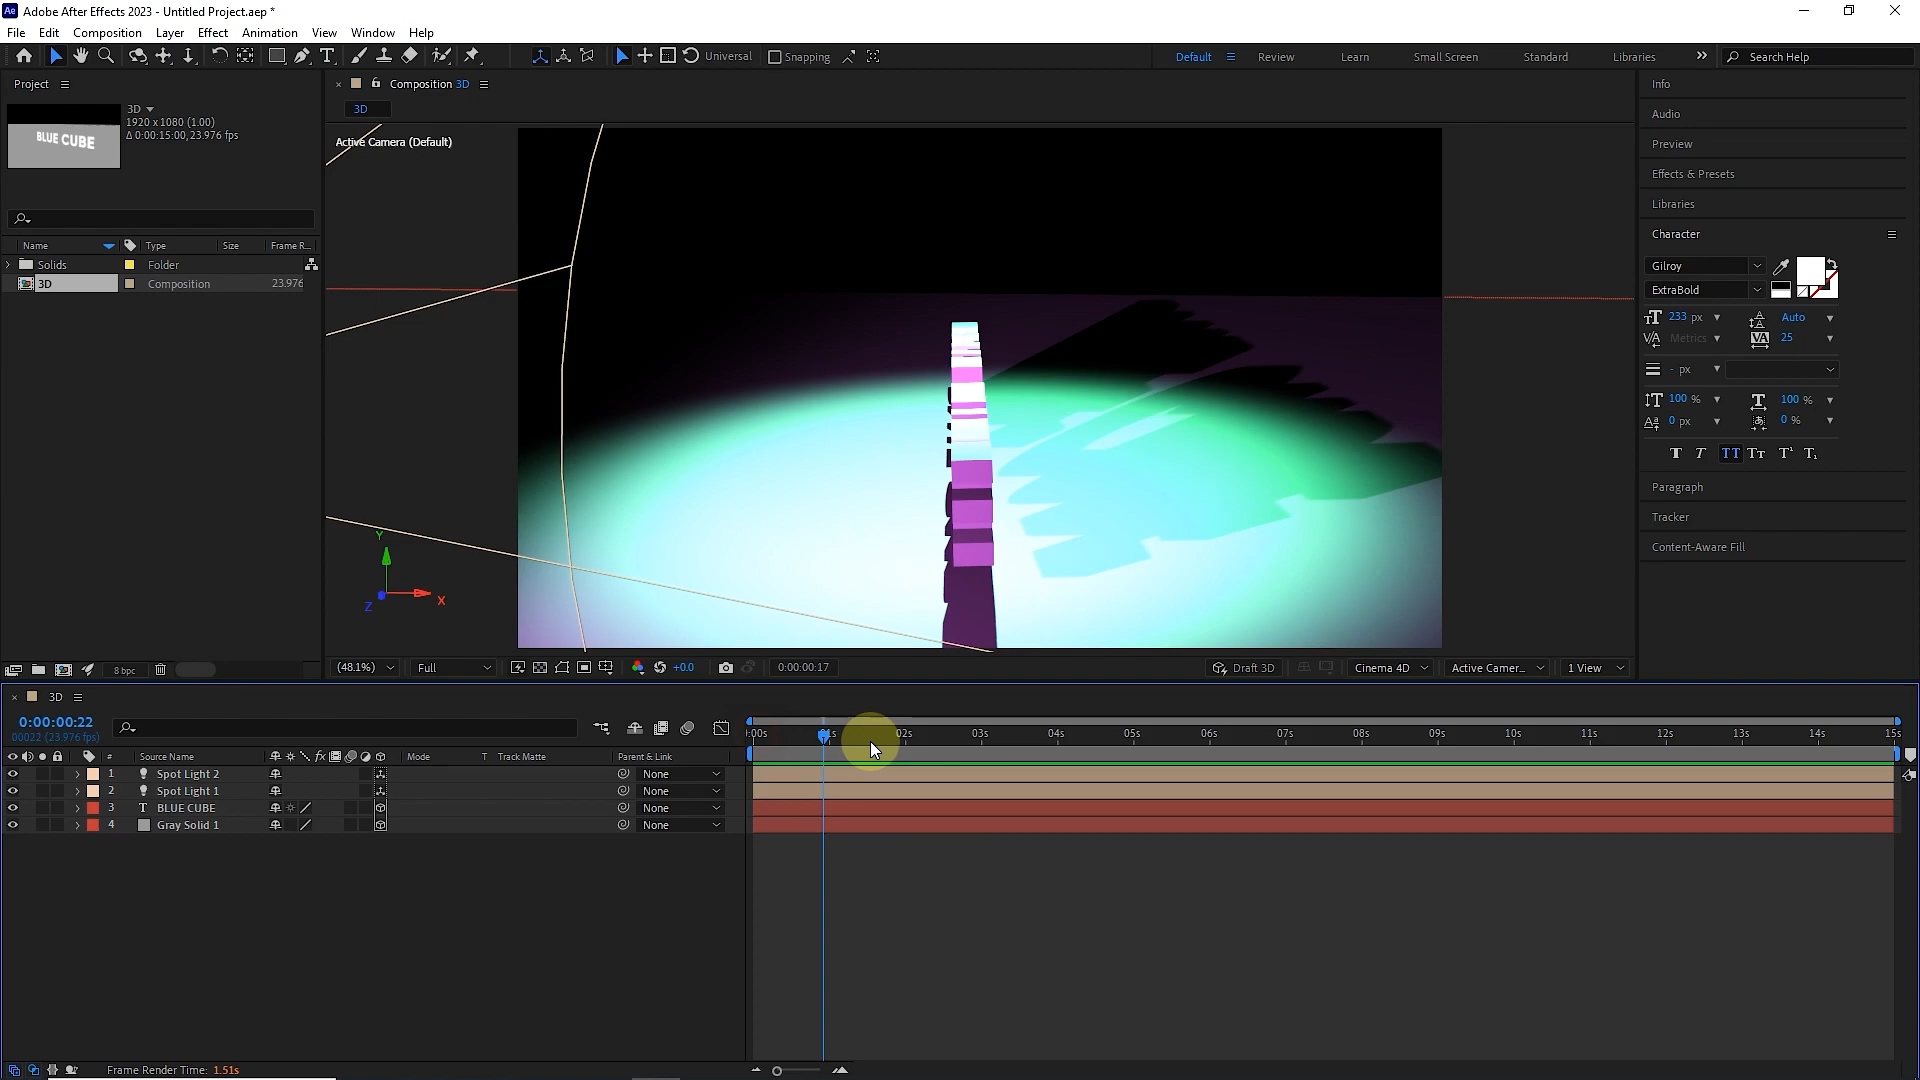 Ae Adobe After Effects 2023 - Untitled Project.aep *
File Edit Composition Layer Effect Animation View Window Help
Universal Snapping Default Review Learn Small Screen Standard Libraries Search Help
Project
Composition 3D
3D
3D
1920 x 1080 (1.00)
Δ 0:00:15:00, 23.976 fps
BLUE CUBE
Active Camera (Default)
Name Type Size Frame R...
Solids Folder
3D Composition 23.976
Y
X
Z
Info
Audio
Preview
Effects & Presets
Libraries
Character
Gilroy
ExtraBold
233 px Auto
Metrics 25
- px
100 % 100 %
0 px 0 %
Paragraph
Tracker
Content-Aware Fill
8 bpc
(48.1%) Full +0.0 0:00:00:17 Draft 3D Cinema 4D Active Camer... 1 View
3D
0:00:00:22
00022 (23.976 fps)
:00s 02s 03s 04s 05s 06s 07s 08s 09s 10s 11s 12s 13s 14s 15s
# Source Name Mode T Track Matte Parent & Link
1 Spot Light 2 None
2 Spot Light 1 None
3 T BLUE CUBE None
4 Gray Solid 1 None
Frame Render Time: 1.51s